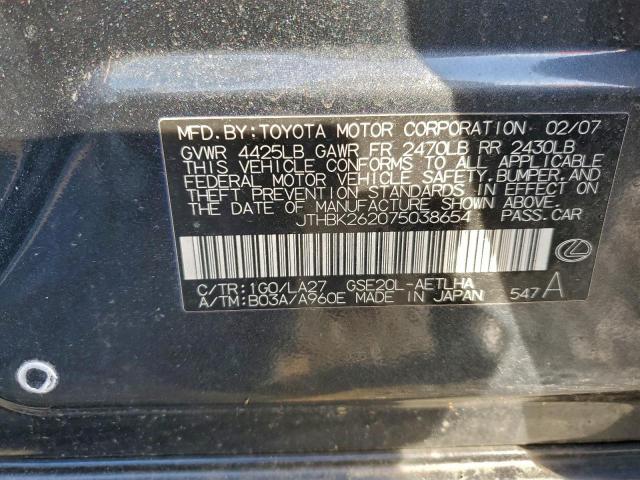 MFD. BY: TOYOTA MOTOR CORPORATION 02/07
GVWR 4425LB GAWR FR 2470LB RR 2430LB
THIS VEHICLE CONFORMS TO ALL APPLICABLE
FEDERAL MOTOR VEHICLE SAFETY, BUMPER, AND
THEFT PREVENTION STANDARDS IN EFFECT ON
THE DATE OF MANUFACTURE SHOWN ABOVE.
JTHBK262075038654 PASS.CAR
C/TR: 1G0/LA27 GSE20L-AETLHA
A/TM: B03A/A960E MADE IN JAPAN 547 A